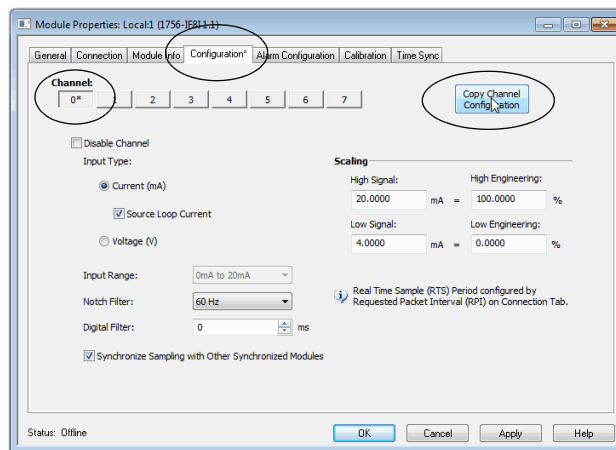 Module Properties: Local:1 (1756-IF8I 1.1)
General Connection Module Info Configuration* Alarm Configuration Calibration Time Sync
Channel:
0* 1 2 3 4 5 6 7
Copy Channel
Configuration
Disable Channel
Input Type:
Scaling
Current (mA)
High Signal: High Engineering:
20.0000 mA = 100.0000 %
Source Loop Current
Low Signal: Low Engineering:
Voltage (V)
4.0000 mA = 0.0000 %
Input Range: 0mA to 20mA
Notch Filter: 60 Hz
Real Time Sample (RTS) Period configured by
Requested Packet Interval (RPI) on Connection Tab.
Digital Filter: 0 ms
Synchronize Sampling with Other Synchronized Modules
Status: Offline
OK Cancel Apply Help